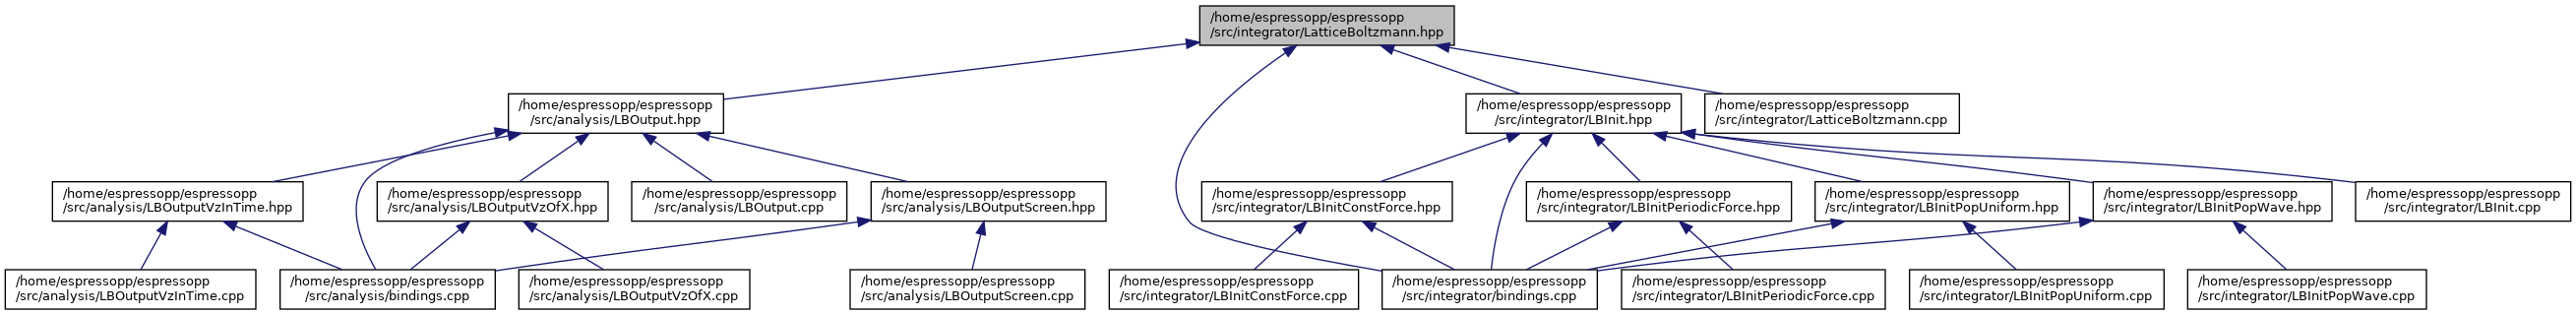 /home/espressopp/espressopp
/src/integrator/LatticeBoltzmann.hpp
/home/espressopp/espressopp
/src/analysis/LBOutput.hpp
/home/espressopp/espressopp
/src/integrator/LBInit.hpp
/home/espressopp/espressopp
/src/integrator/LatticeBoltzmann.cpp
/home/espressopp/espressopp
/src/analysis/LBOutputVzInTime.hpp
/home/espressopp/espressopp
/src/analysis/LBOutputVzOfX.hpp
/home/espressopp/espressopp
/src/analysis/LBOutput.cpp
/home/espressopp/espressopp
/src/analysis/LBOutputScreen.hpp
/home/espressopp/espressopp
/src/integrator/LBInitConstForce.hpp
/home/espressopp/espressopp
/src/integrator/LBInitPeriodicForce.hpp
/home/espressopp/espressopp
/src/integrator/LBInitPopUniform.hpp
/home/espressopp/espressopp
/src/integrator/LBInitPopWave.hpp
/home/espressopp/espressopp
/src/integrator/LBInit.cpp
/home/espressopp/espressopp
/src/analysis/LBOutputVzInTime.cpp
/home/espressopp/espressopp
/src/analysis/bindings.cpp
/home/espressopp/espressopp
/src/analysis/LBOutputVzOfX.cpp
/home/espressopp/espressopp
/src/analysis/LBOutputScreen.cpp
/home/espressopp/espressopp
/src/integrator/LBInitConstForce.cpp
/home/espressopp/espressopp
/src/integrator/bindings.cpp
/home/espressopp/espressopp
/src/integrator/LBInitPeriodicForce.cpp
/home/espressopp/espressopp
/src/integrator/LBInitPopUniform.cpp
/home/espressopp/espressopp
/src/integrator/LBInitPopWave.cpp